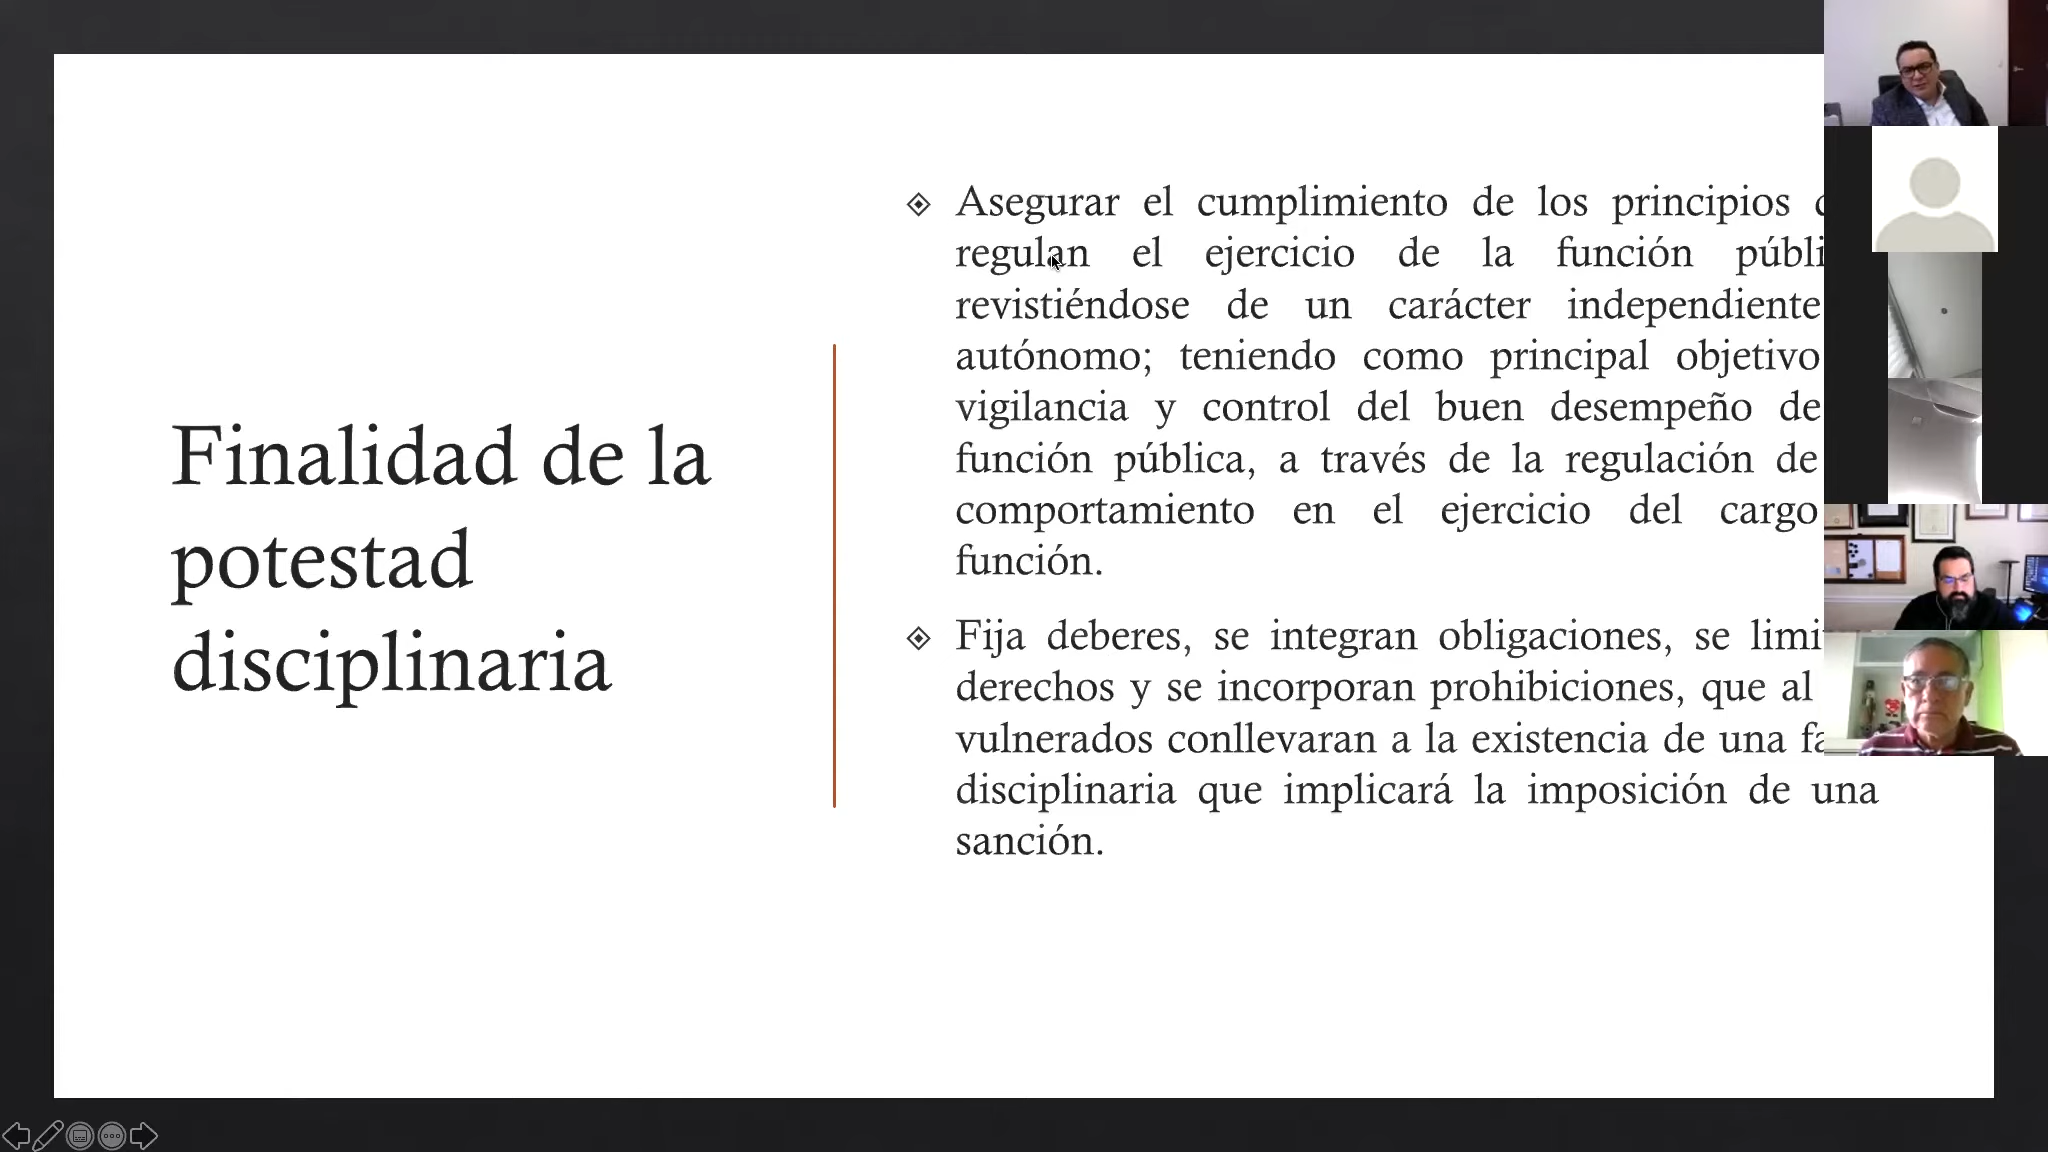 Finalidad de la
potestad
disciplinaria
Asegurar el cumplimiento de los principios
regulan el ejercicio de la función
revistiéndose de un carácter independiente
autónomo; teniendo como principal objetivo
vigilancia y control del buen desempeño de
función pública, a través de la regulación de
comportamiento en el ejercicio del cargo
función.
Fija deberes, se integran obligaciones, se
derechos y se incorporan prohibiciones, que al
vulnerados conllevaran a la existencia de una
disciplinaria que implicará la imposición de una
sanción.